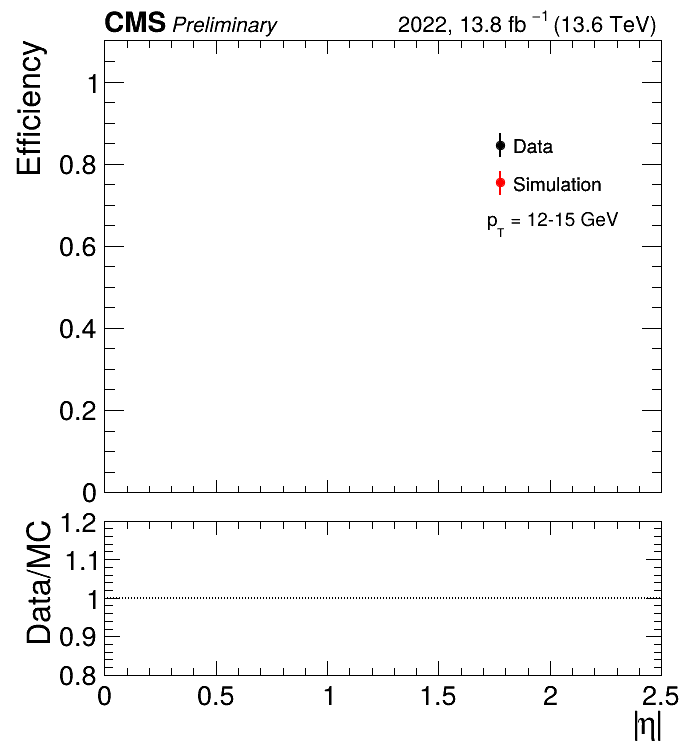 CMS Preliminary 2022, 13.8 fb⁻¹ (13.6 TeV)
Efficiency
1
0.8
0.6
0.4
0.2
0
Data
Simulation
p_T = 12-15 GeV
Data/MC
1.2
1.1
1
0.9
0.8
0 0.5 1 1.5 2 2.5
|η|